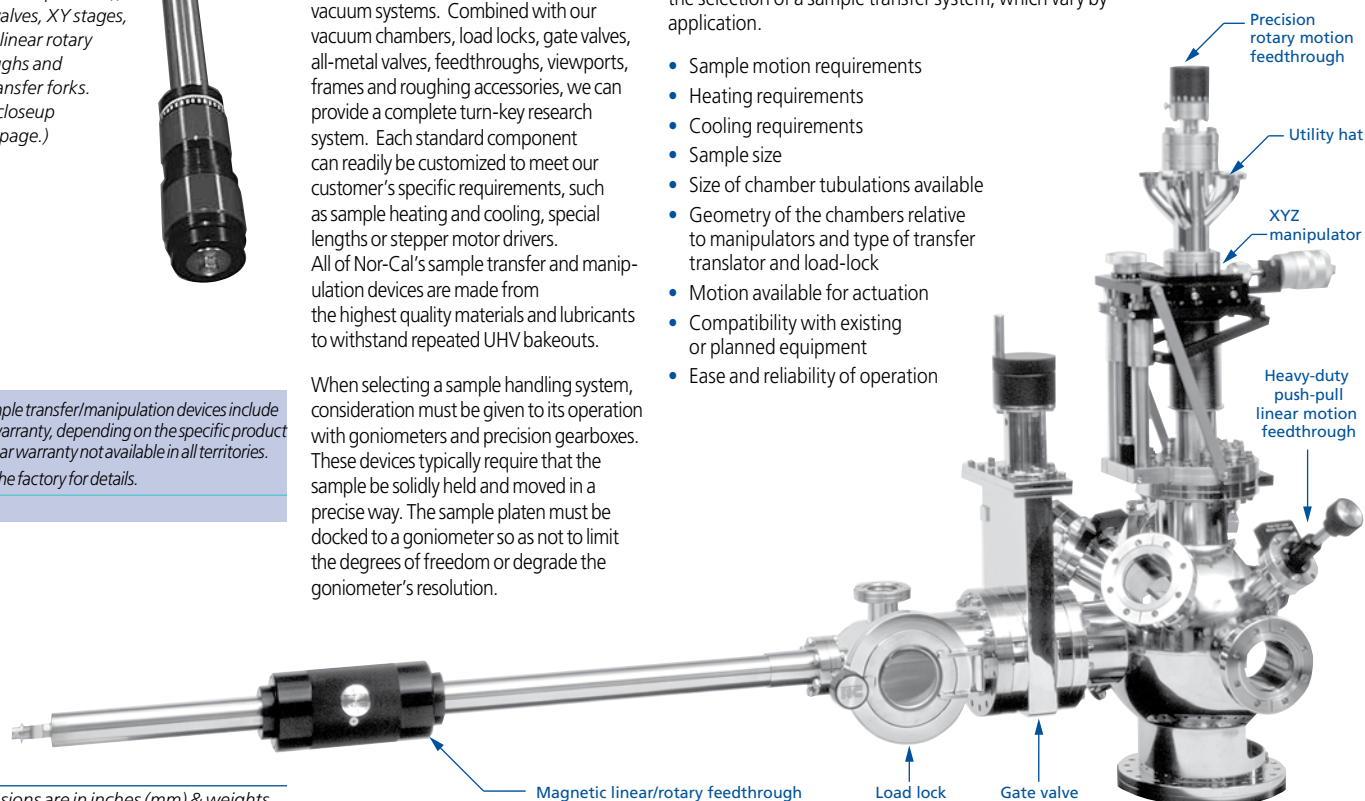 alves, XY stages,
linear rotary
ghs and
ansfer forks.
closeup
page.)
mple transfer/manipulation devices include
warranty, depending on the specific product
ar warranty not available in all territories.
he factory for details.
sions are in inches (mm) & weights
vacuum systems. Combined with our
vacuum chambers, load locks, gate valves,
all-metal valves, feedthroughs, viewports,
frames and roughing accessories, we can
provide a complete turn-key research
system. Each standard component
can readily be customized to meet our
customer's specific requirements, such
as sample heating and cooling, special
lengths or stepper motor drivers.
All of Nor-Cal's sample transfer and manip-
ulation devices are made from
the highest quality materials and lubricants
to withstand repeated UHV bakeouts.
When selecting a sample handling system,
consideration must be given to its operation
with goniometers and precision gearboxes.
These devices typically require that the
sample be solidly held and moved in a
precise way. The sample platen must be
docked to a goniometer so as not to limit
the degrees of freedom or degrade the
goniometer's resolution.
the selection of a sample transfer system, which vary by
application.
• Sample motion requirements
• Heating requirements
• Cooling requirements
• Sample size
• Size of chamber tubulations available
• Geometry of the chambers relative
to manipulators and type of transfer
translator and load-lock
• Motion available for actuation
• Compatibility with existing
or planned equipment
• Ease and reliability of operation
Precision
rotary motion
feedthrough
Utility hat
XYZ
manipulator
Heavy-duty
push-pull
linear motion
feedthrough
Magnetic linear/rotary feedthrough
Load lock
Gate valve